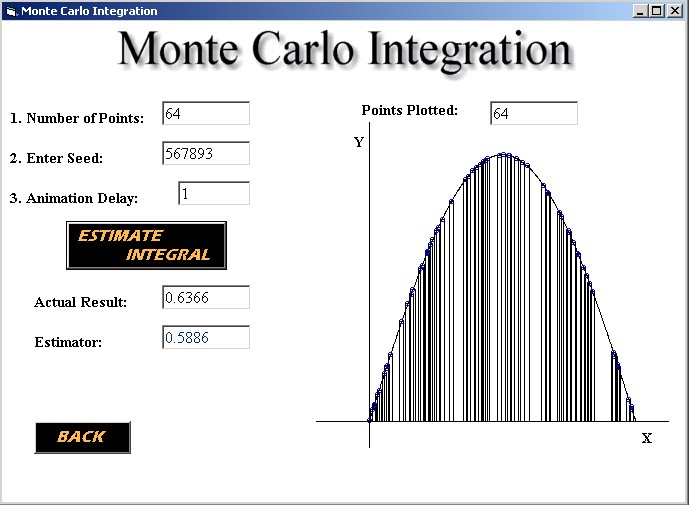 Monte Carlo Integration
Monte Carlo Integration
1. Number of Points: 64
Points Plotted: 64
Y
2. Enter Seed: 567893
3. Animation Delay: 1
ESTIMATE
INTEGRAL
Actual Result: 0.6366
Estimator: 0.5886
BACK
X